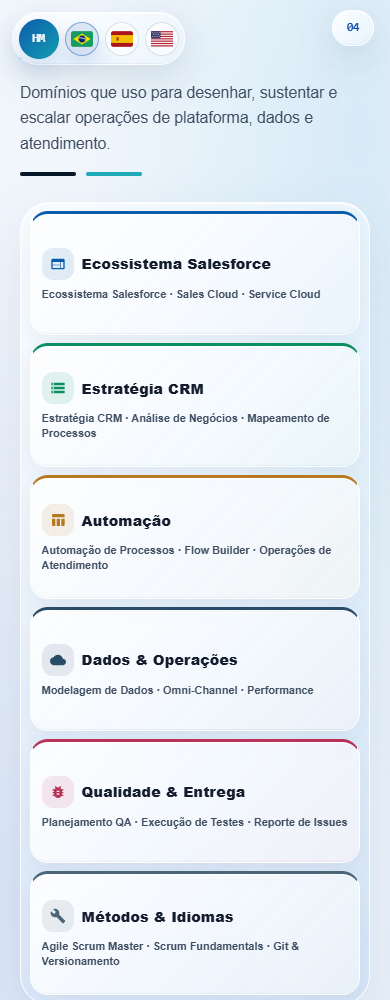 HM
04
Domínios que uso para desenhar, sustentar e
escalar operações de plataforma, dados e
atendimento.
Ecossistema Salesforce
Ecossistema Salesforce · Sales Cloud · Service Cloud
Estratégia CRM
Estratégia CRM · Análise de Negócios · Mapeamento de
Processos
Automação
Automação de Processos · Flow Builder · Operações de
Atendimento
Dados & Operações
Modelagem de Dados · Omni-Channel · Performance
Qualidade & Entrega
Planejamento QA · Execução de Testes · Reporte de Issues
Métodos & Idiomas
Agile Scrum Master · Scrum Fundamentals · Git &
Versionamento